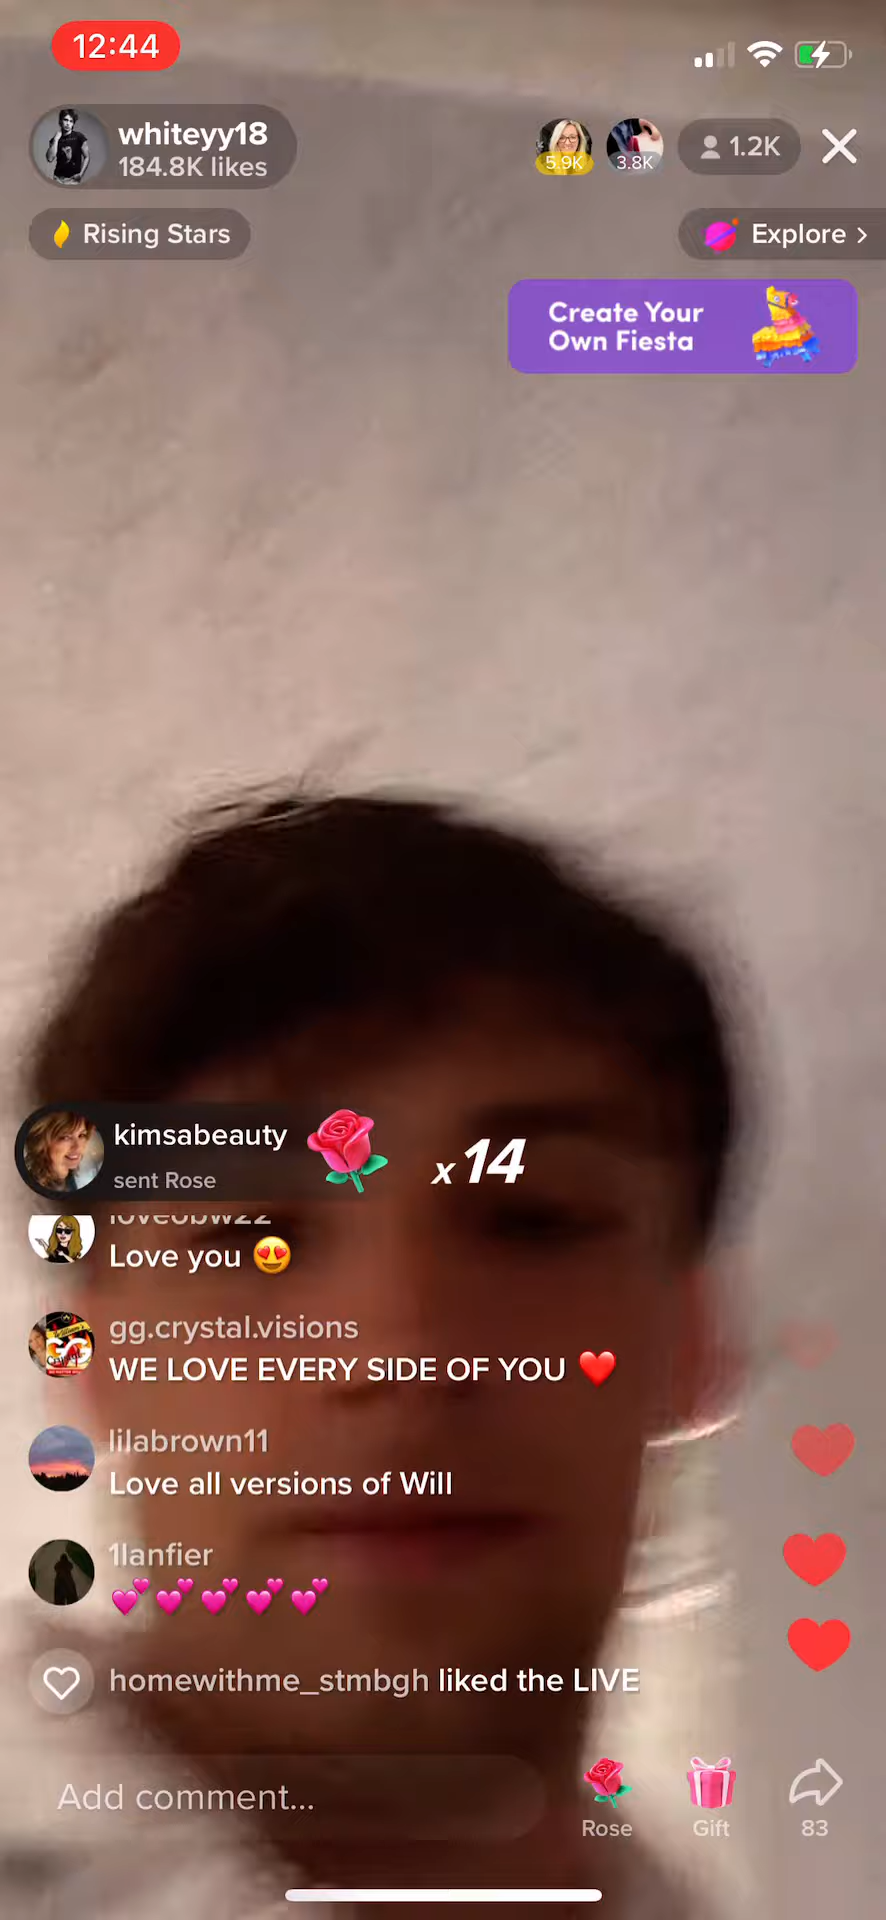 12:44
whiteyy18
184.8K likes
5.9K
3.8K
1.2K
Rising Stars
Explore >
Create Your
Own Fiesta
kimsabeauty
sent Rose
x14
Love you 😍
gg.crystal.visions
WE LOVE EVERY SIDE OF YOU ❤️
lilabrown11
Love all versions of Will
1lanfier
💕💕💕💕💕
homewithme_stmbgh liked the LIVE
Add comment...
Rose
Gift
83